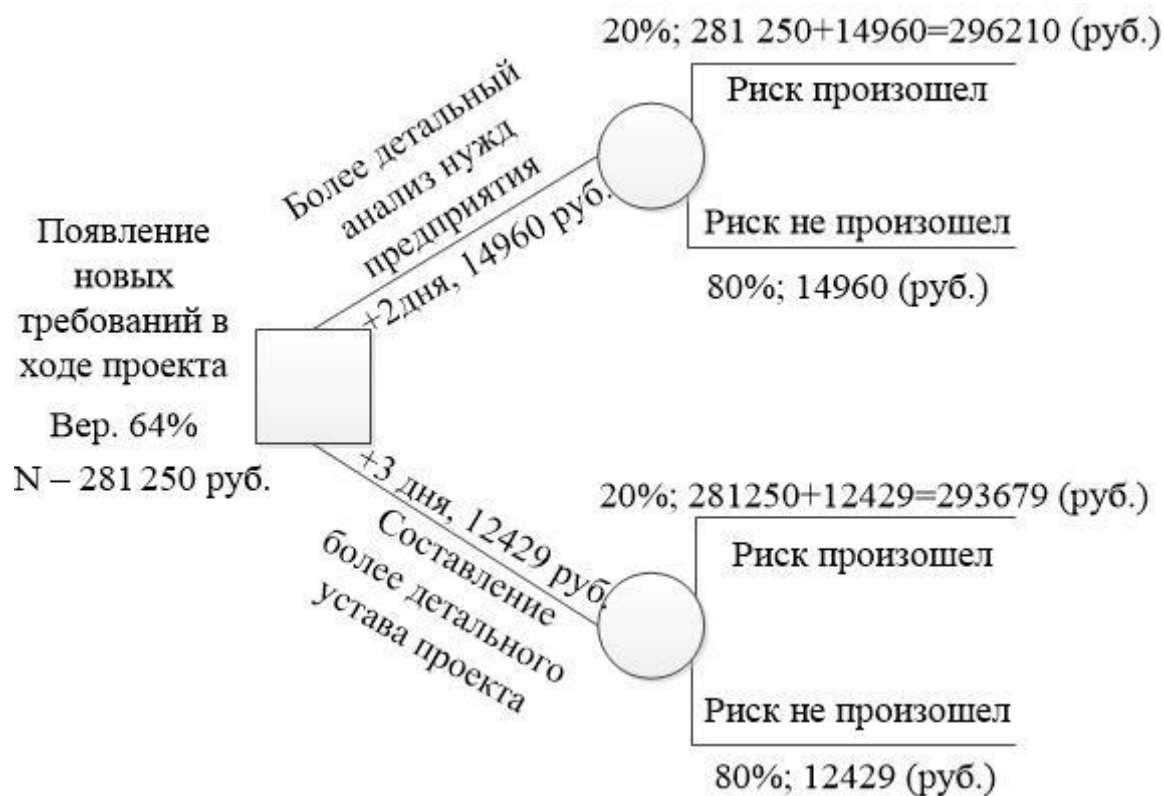 20%; 281 250+14960=296210 (руб.)
Риск произошел
Более детальный
анализ нужд
предприятия
+2дня, 14960 руб.
Риск не произошел
80%; 14960 (руб.)
Появление
новых
требований в
ходе проекта
Вер. 64%
N – 281 250 руб.
+3 дня, 12429 руб.
Составление
более детального
устава проекта
20%; 281250+12429=293679 (руб.)
Риск произошел
Риск не произошел
80%; 12429 (руб.)